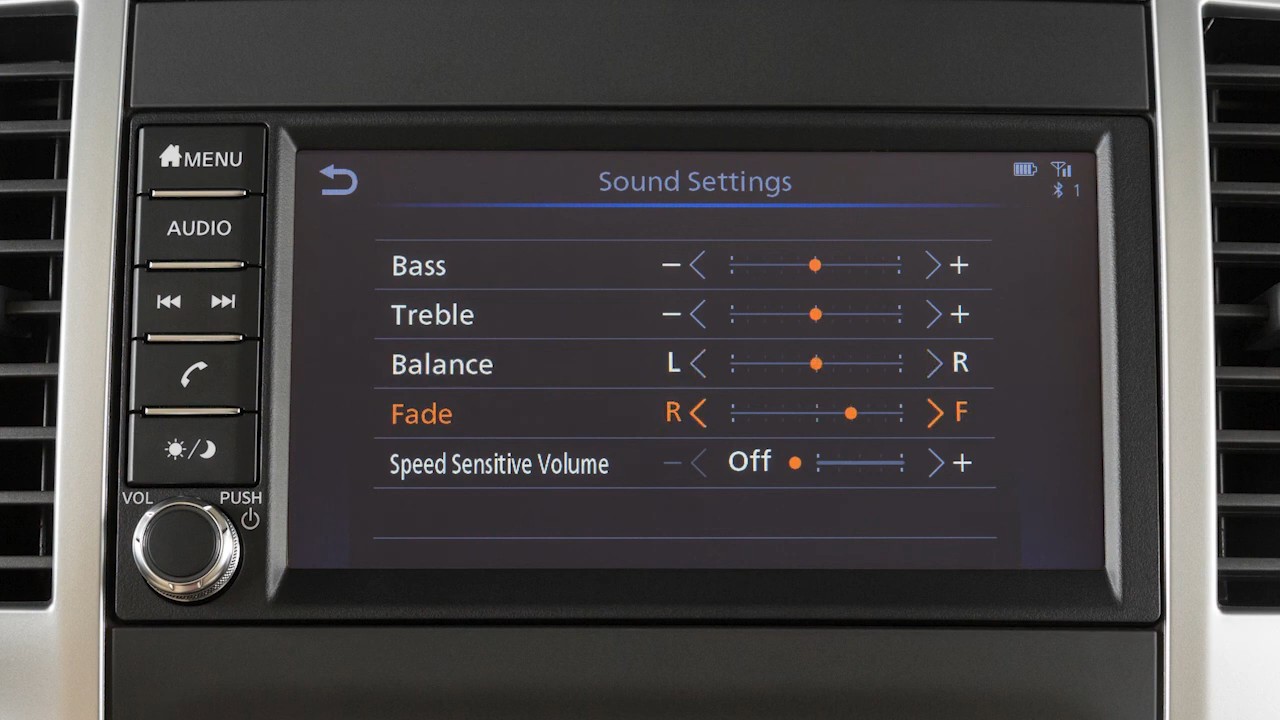 MENU
AUDIO
VOL
PUSH
Sound Settings
1
Bass - +
Treble - +
Balance L R
Fade R F
Speed Sensitive Volume - Off +